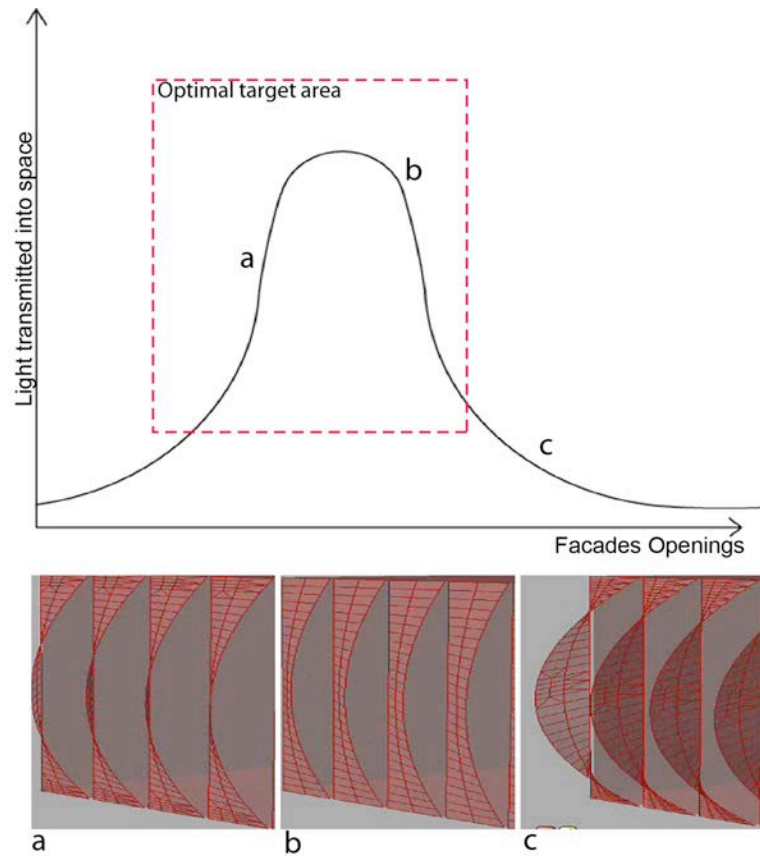 Optimal target area
b
a
Light transmitted into space
c
Facades Openings
a
b
c